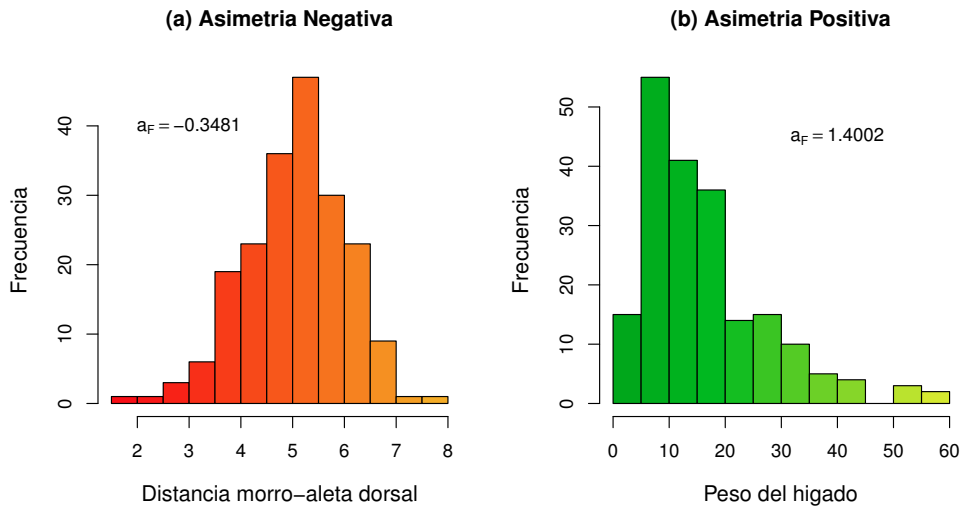 (a) Asimetria Negativa
a_F = −0.3481
Frecuencia
0 10 20 30 40
2 3 4 5 6 7 8
Distancia morro−aleta dorsal
(b) Asimetria Positiva
a_F = 1.4002
Frecuencia
0 10 20 30 40 50
0 10 20 30 40 50 60
Peso del higado